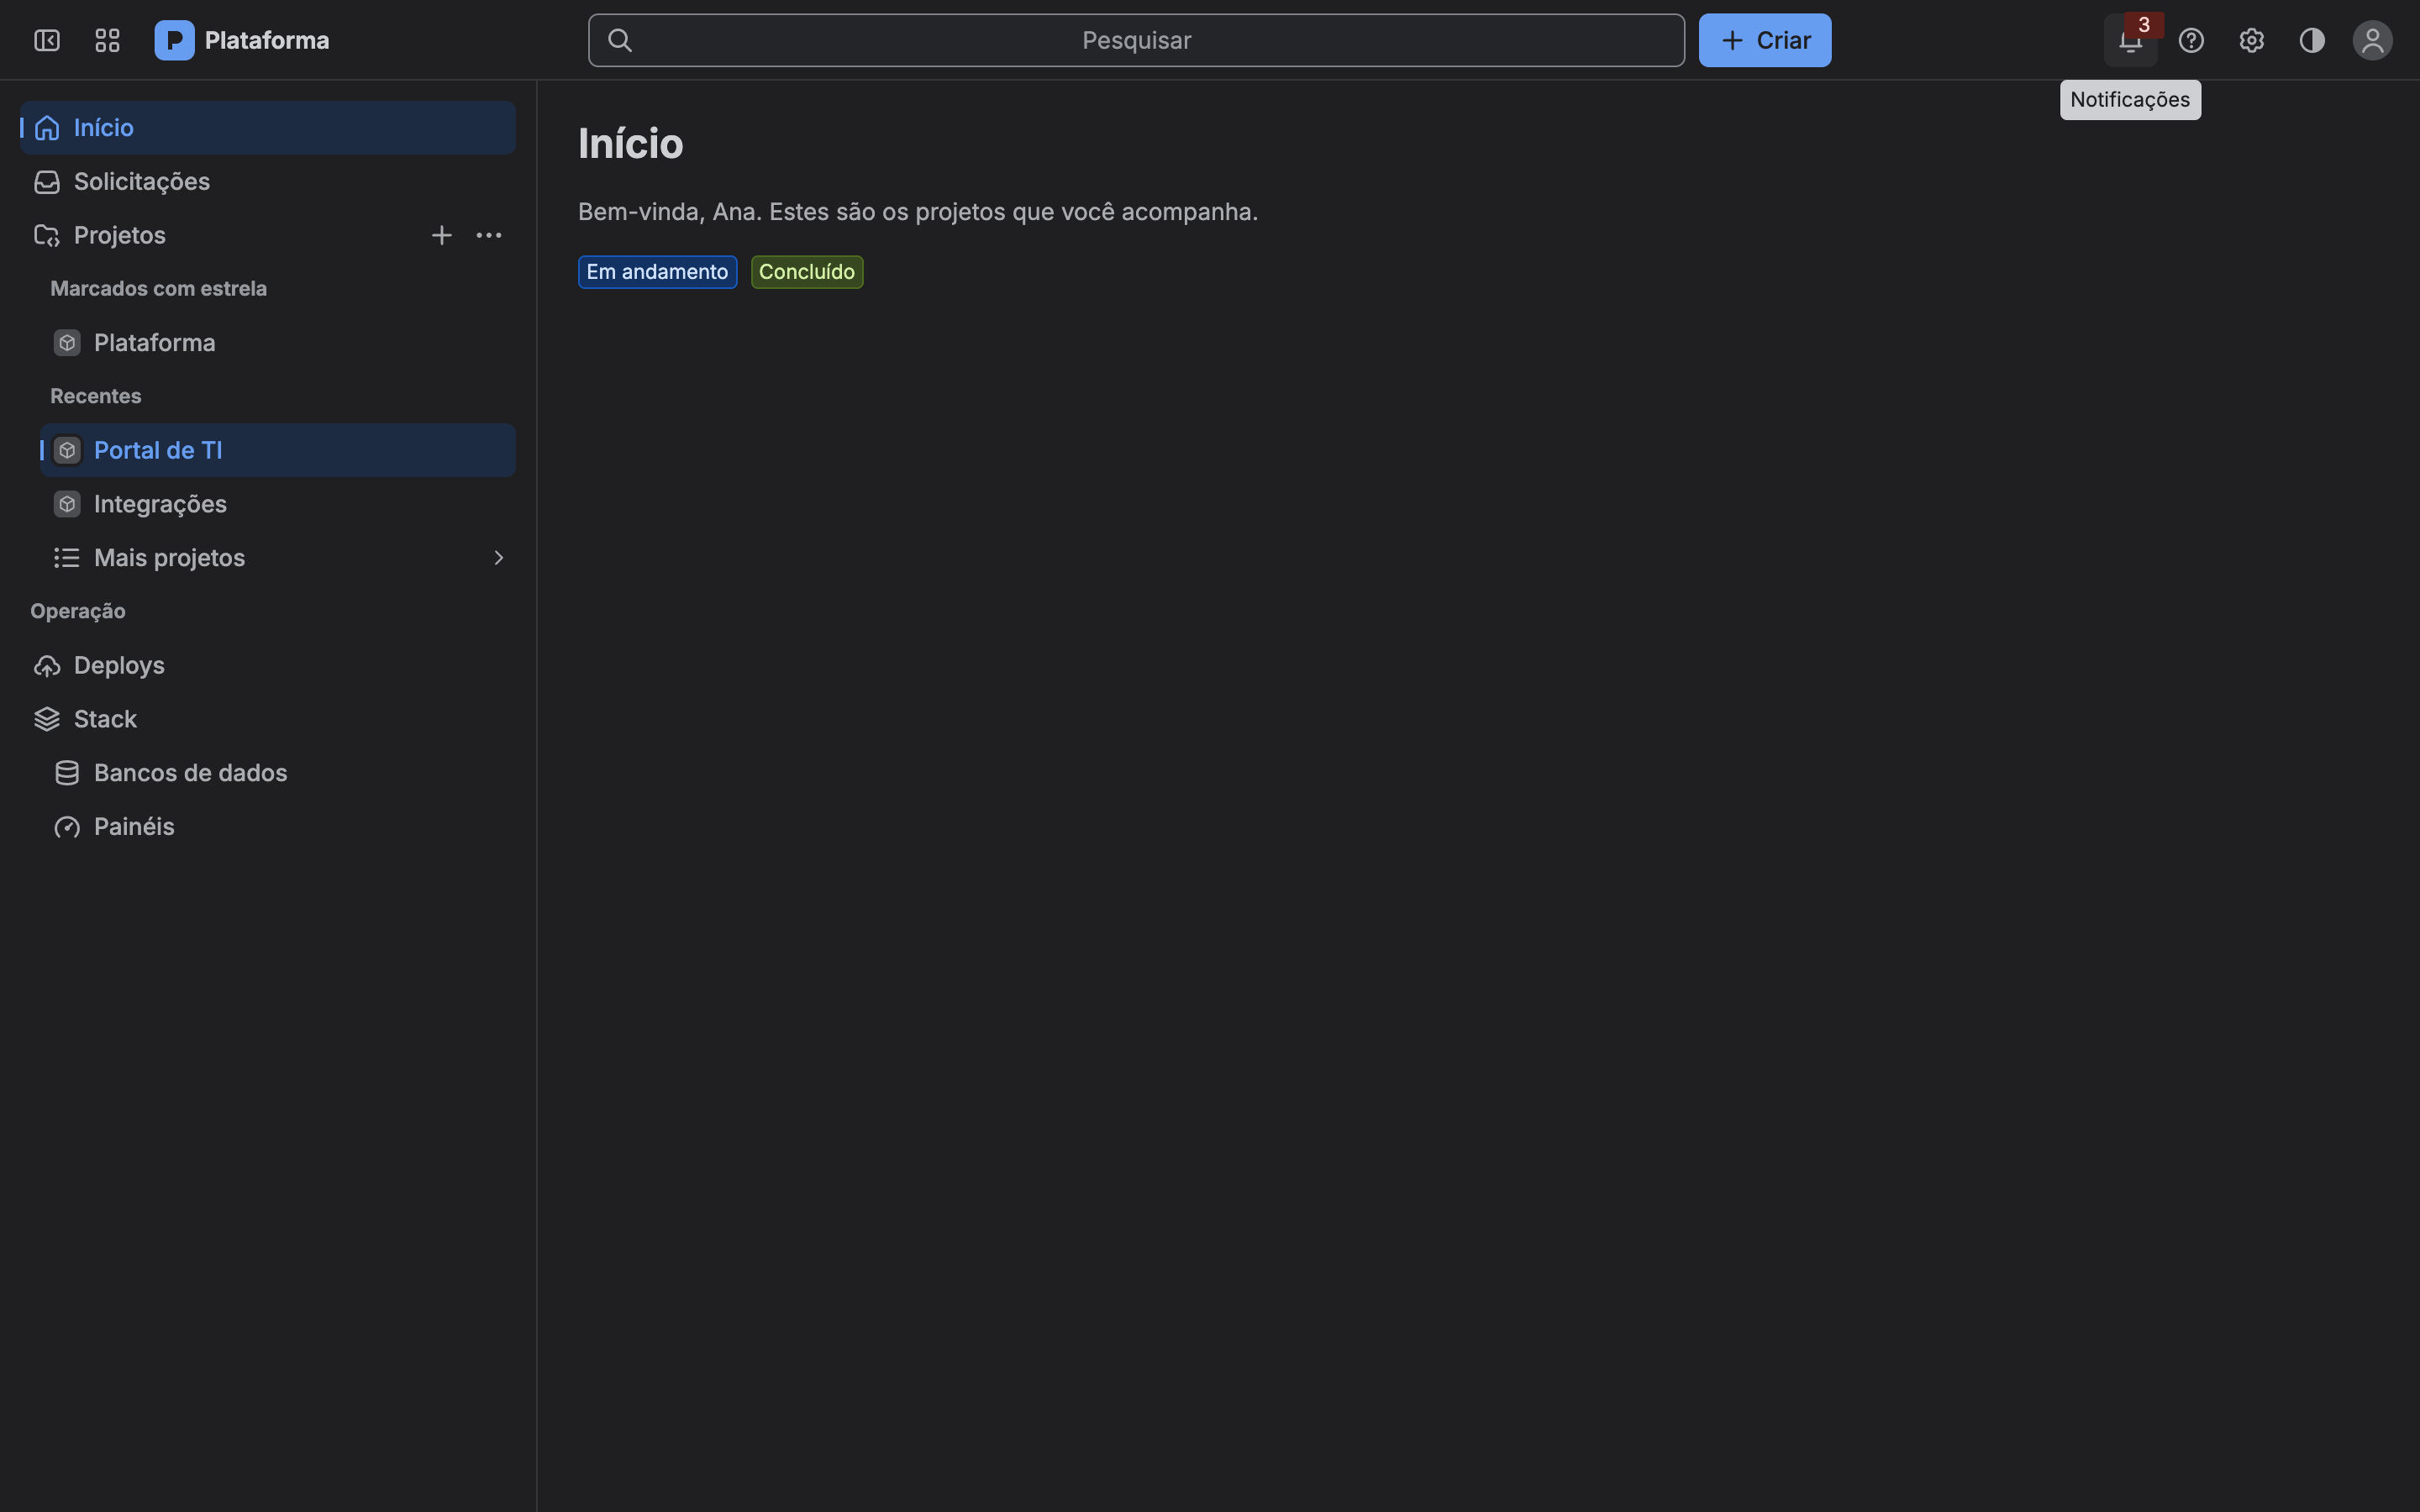 Plataforma
Pesquisar
Criar
3
Notificações
Início
Solicitações
Projetos
Marcados com estrela
Plataforma
Recentes
Portal de TI
Integrações
Mais projetos
Operação
Deploys
Stack
Bancos de dados
Painéis
Início
Bem-vinda, Ana. Estes são os projetos que você acompanha.
Em andamento Concluído